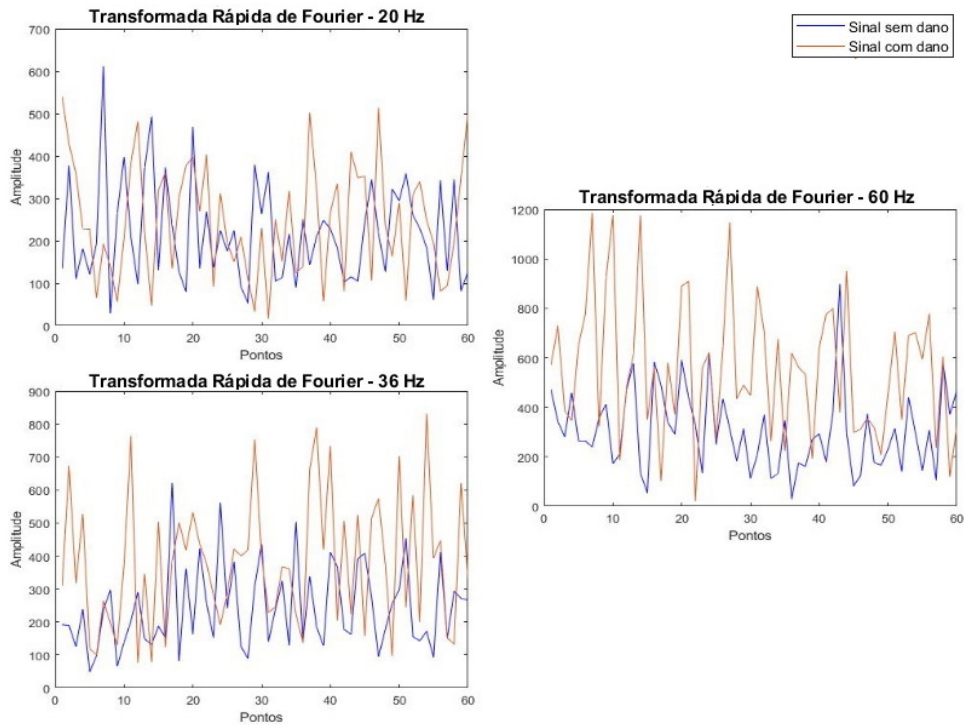 Transformada Rápida de Fourier - 20 Hz
700
600
500
400
300
200
100
0
Amplitude
0 10 20 30 40 50 60
Pontos
Sinal sem dano
Sinal com dano
Transformada Rápida de Fourier - 36 Hz
900
800
700
600
500
400
300
200
100
0
Amplitude
0 10 20 30 40 50 60
Pontos
Transformada Rápida de Fourier - 60 Hz
1200
1000
800
600
400
200
0
Amplitude
0 10 20 30 40 50 60
Pontos